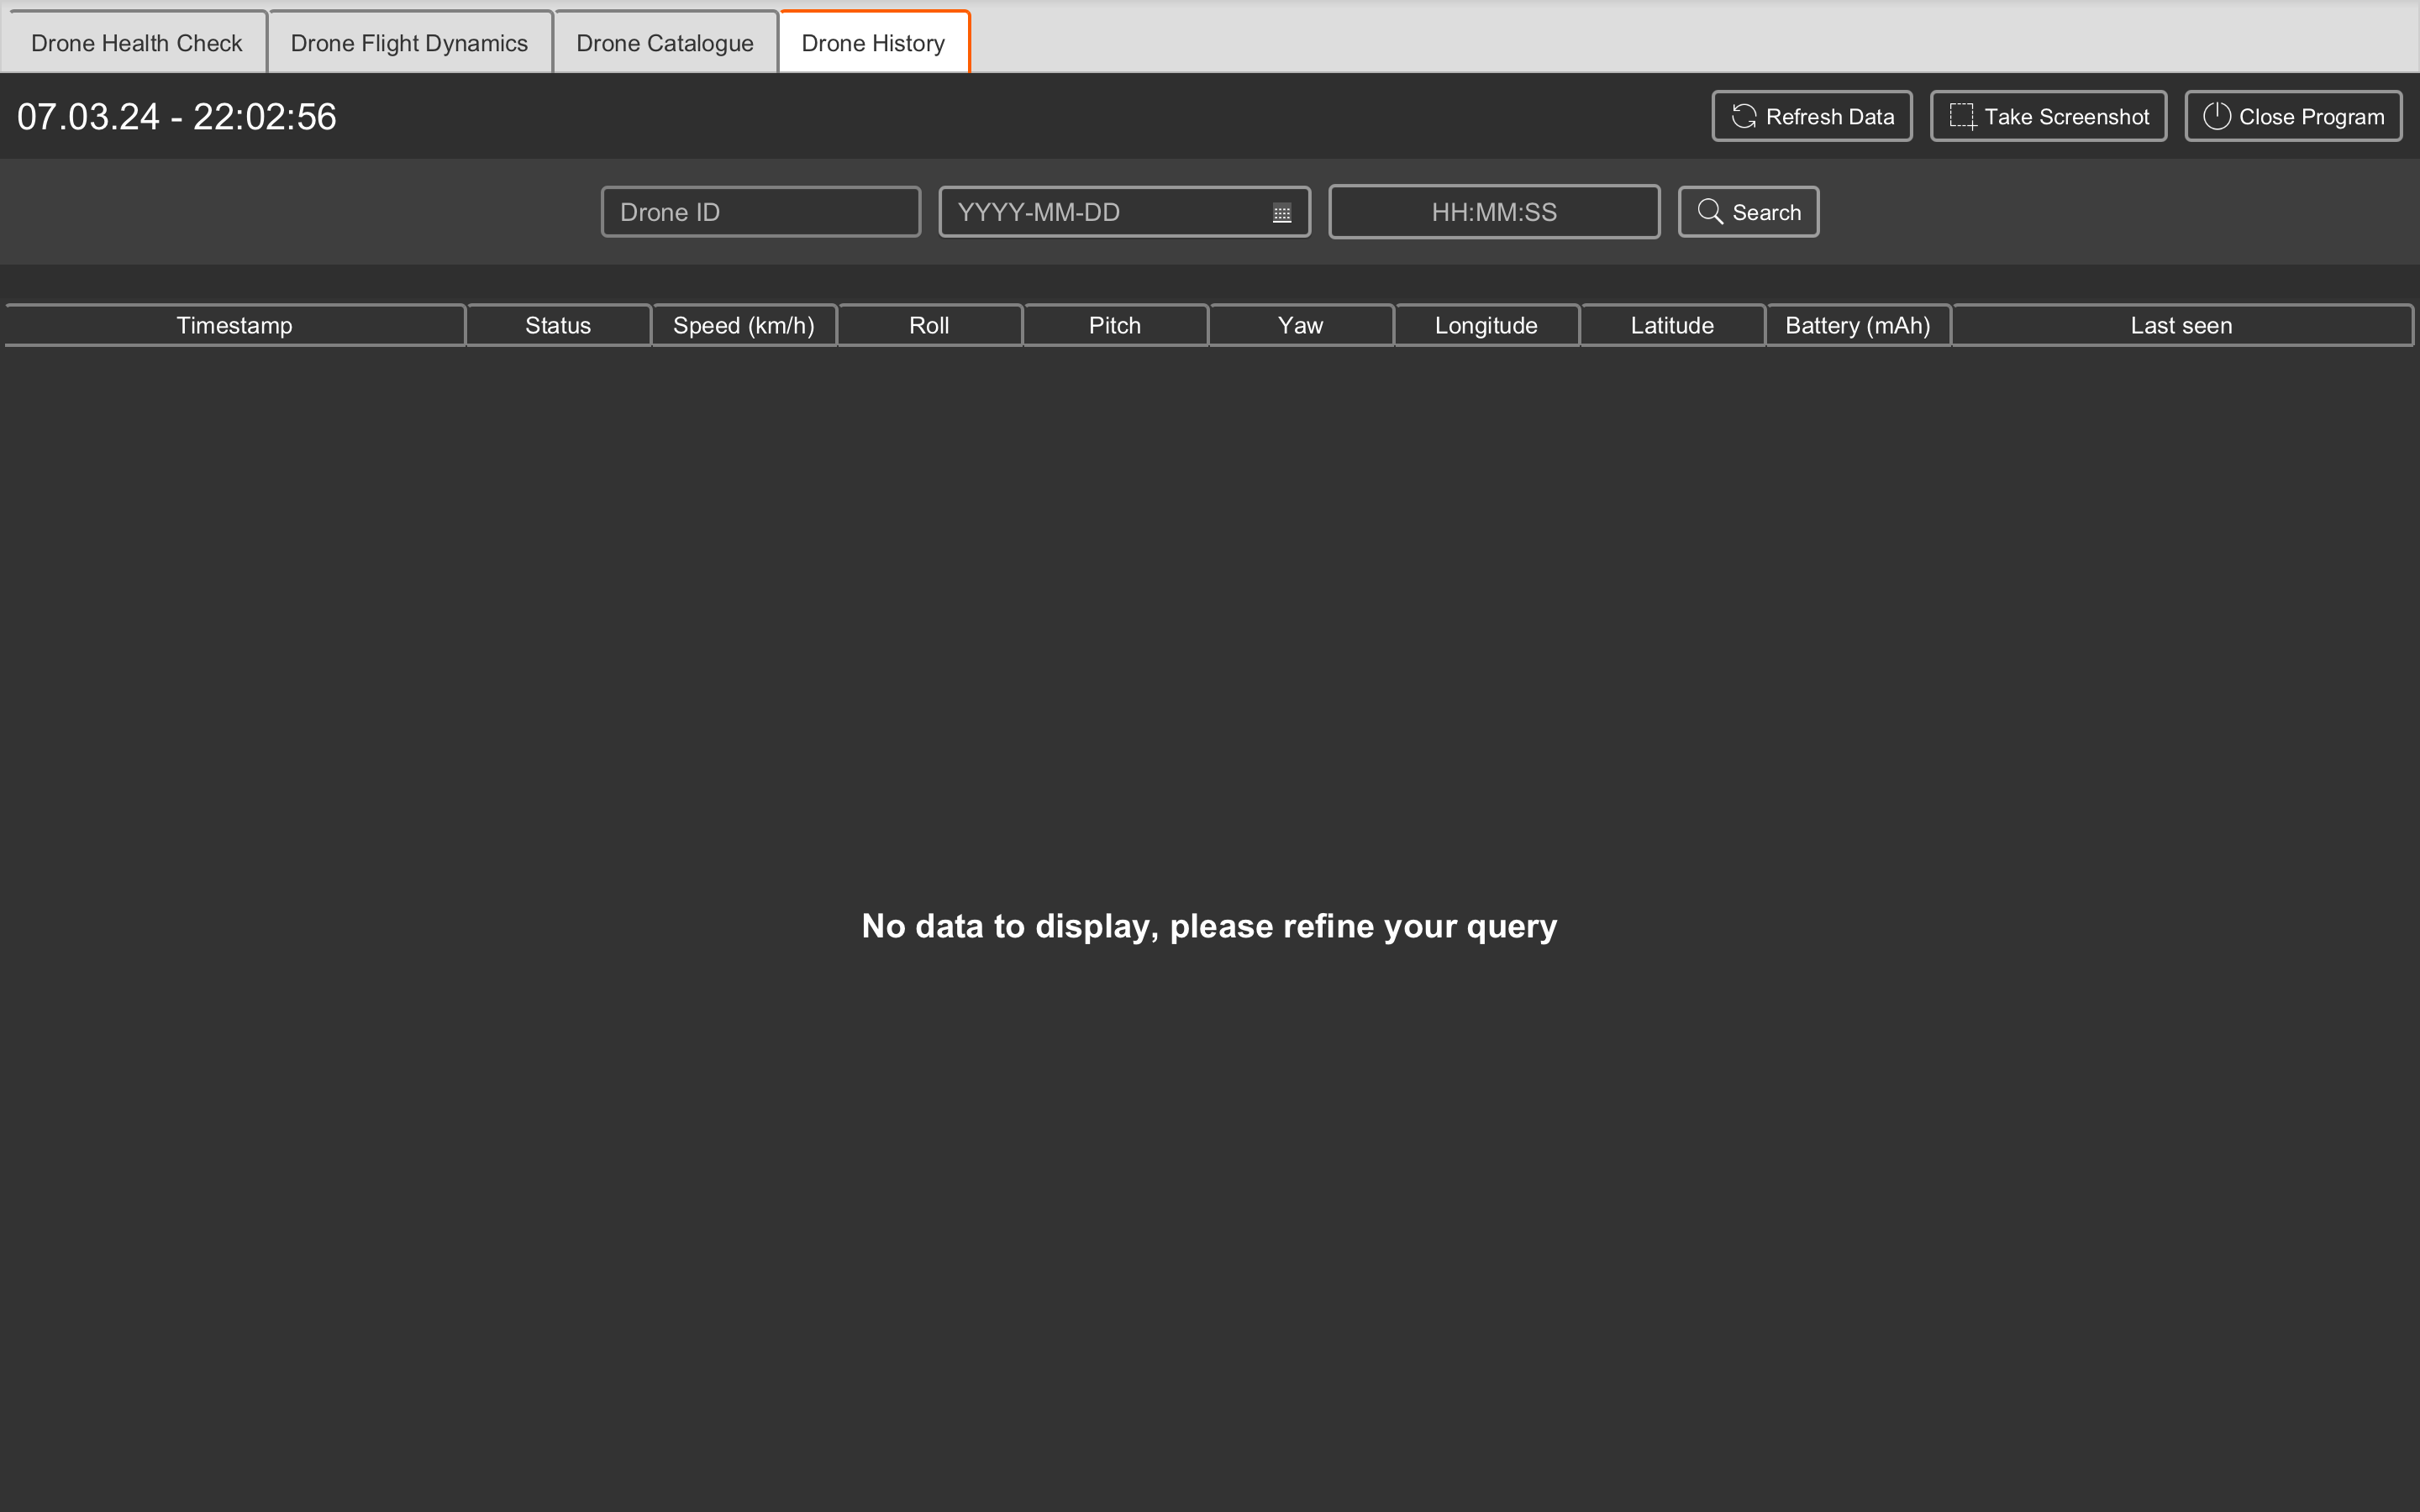 Drone Health Check Drone Flight Dynamics Drone Catalogue Drone History
07.03.24 - 22:02:56 Refresh Data Take Screenshot Close Program
Drone ID YYYY-MM-DD HH:MM:SS Search
Timestamp Status Speed (km/h) Roll Pitch Yaw Longitude Latitude Battery (mAh) Last seen
No data to display, please refine your query